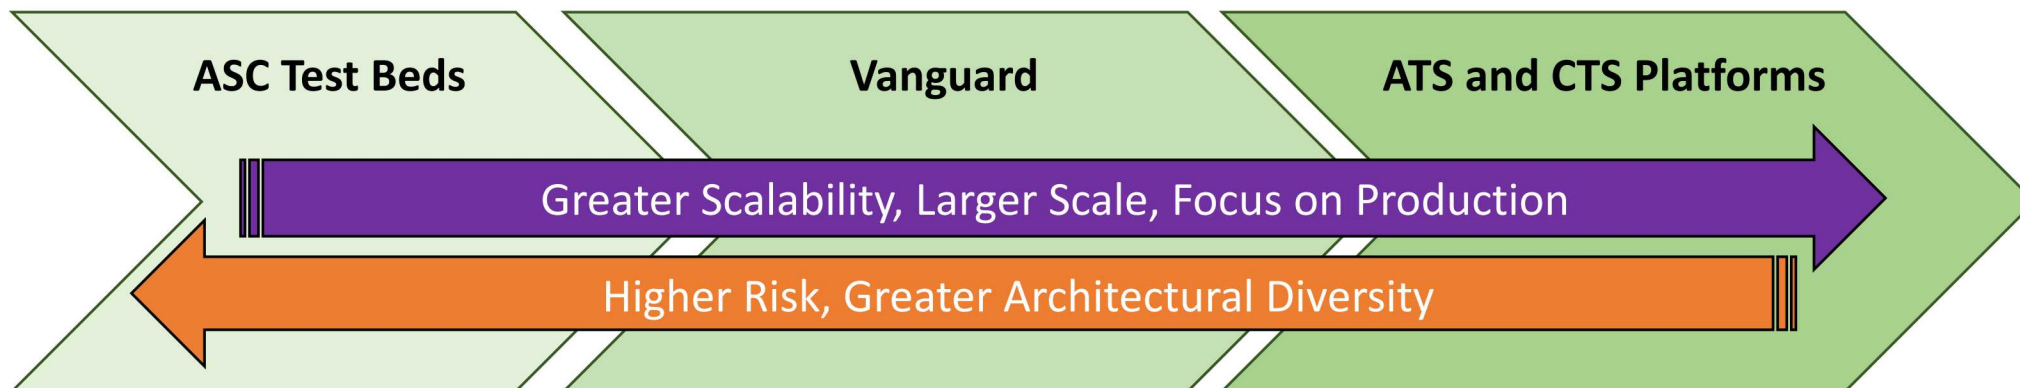 ASC Test Beds
Vanguard
ATS and CTS Platforms
Greater Scalability, Larger Scale, Focus on Production
Higher Risk, Greater Architectural Diversity